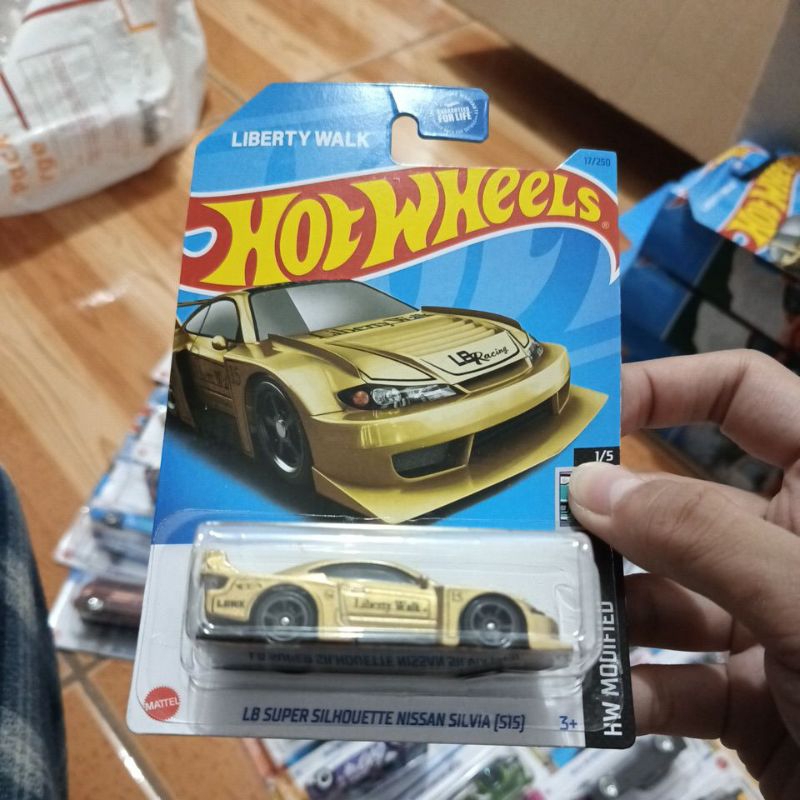 GUARANTEED
FOR LIFE
LIBERTY WALK
17/250
HOT WHEELS
Liberty Walk
LB Racing
1/5
LBWK
Liberty Walk
15
LB SUPER SILHOUETTE NISSAN SILVIA (S15)
MATTEL
3+
HW MODIFIED